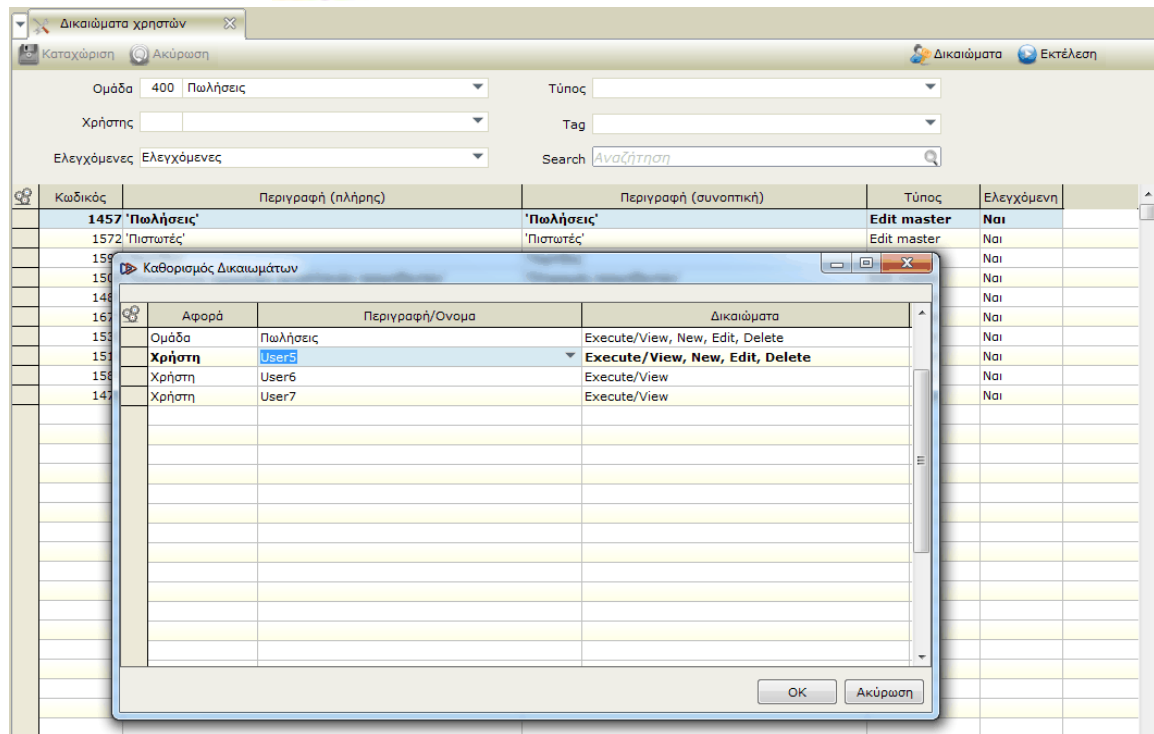 Δικαιώματα χρηστών
Καταχώριση Ακύρωση Δικαιώματα Εκτέλεση
Ομάδα 400 Πωλήσεις Τύπος
Χρήστης Tag
Ελεγχόμενες Ελεγχόμενες Search Αναζήτηση
Κωδικός Περιγραφή (πλήρης) Περιγραφή (συνοπτική) Τύπος Ελεγχόμενη
1457 'Πωλήσεις' 'Πωλήσεις' Edit master Ναι
1572 'Πιστωτές' 'Πιστωτές' Edit master Ναι
Ναι
Ναι
Ναι
Ναι
Ναι
Ναι
Ναι
Ναι
Καθορισμός Δικαιωμάτων
Αφορά Περιγραφή/Ονομα Δικαιώματα
Ομάδα Πωλήσεις Execute/View, New, Edit, Delete
Χρήστη User5 Execute/View, New, Edit, Delete
Χρήστη User6 Execute/View
Χρήστη User7 Execute/View
OK Ακύρωση